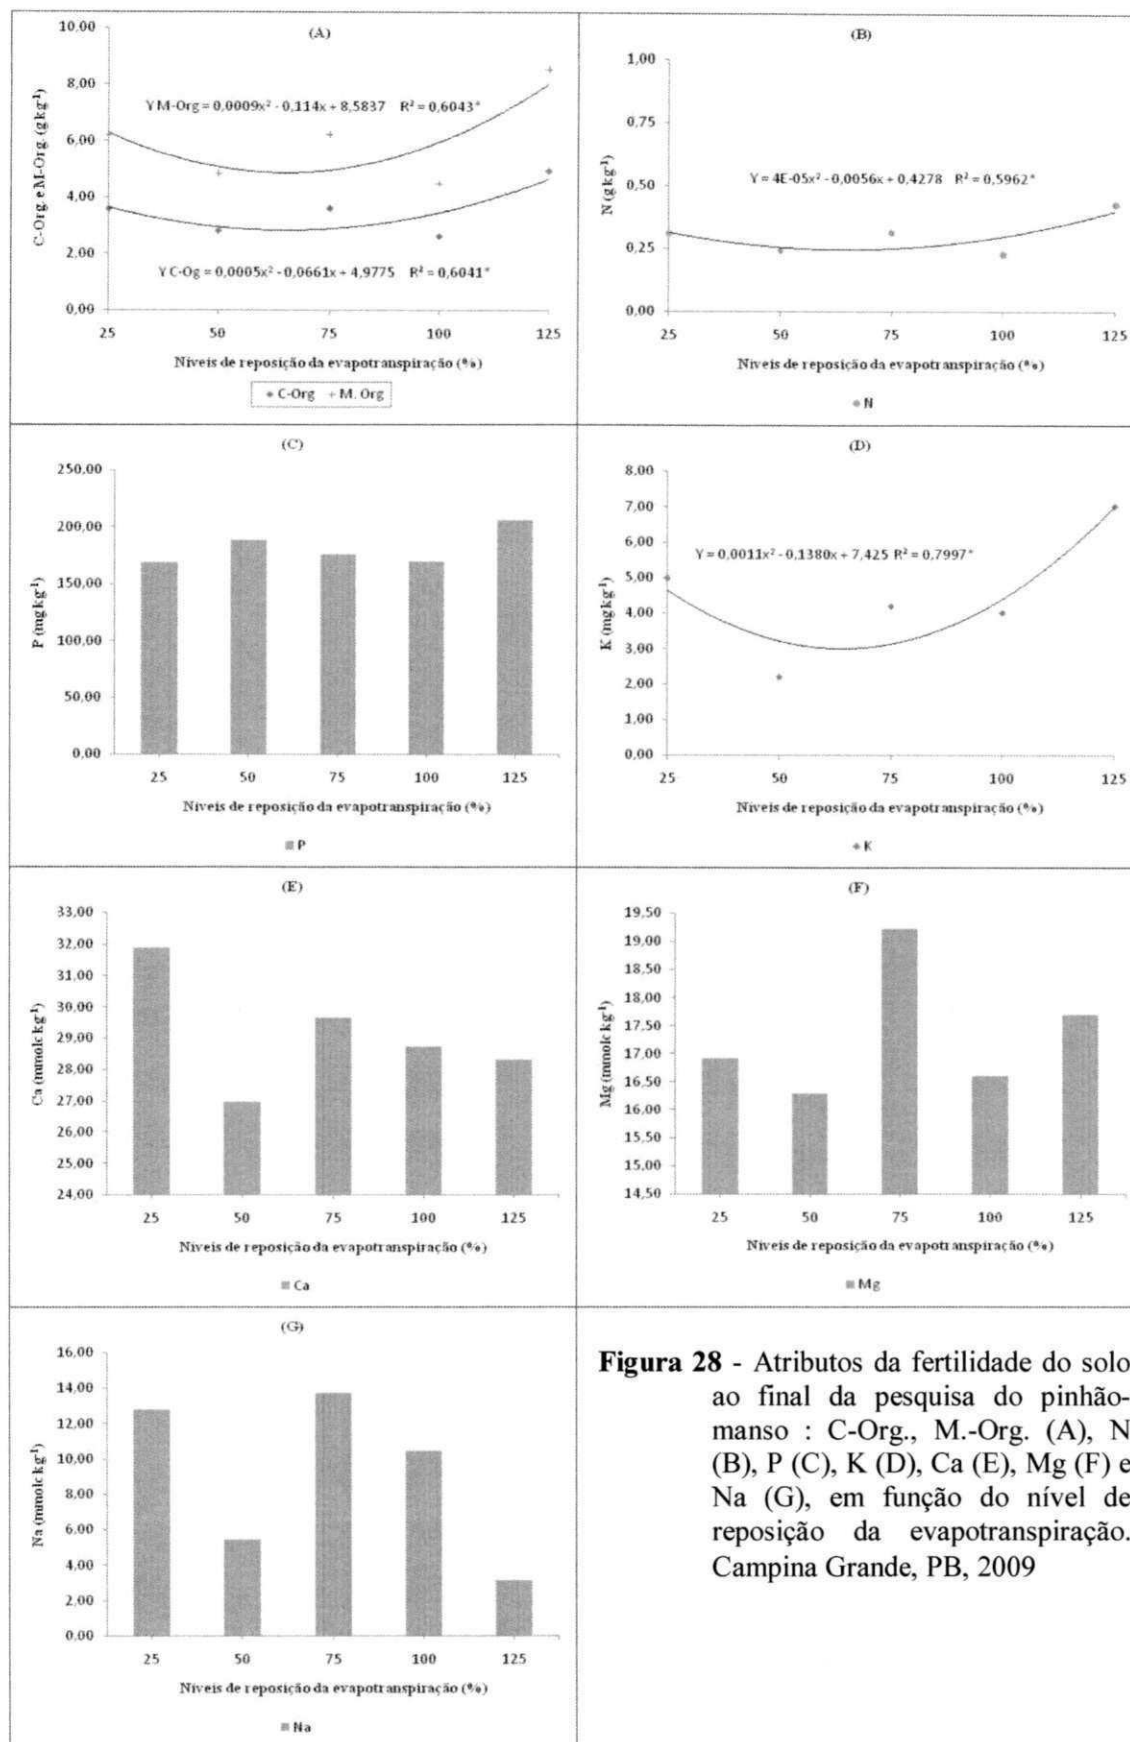 (A)
10,00
8,00
6,00
4,00
2,00
0,00
C-Org. e M-Org. (g kg⁻¹)
Y M-Org = 0,0009x² - 0,114x + 8,5837 R² = 0,6043*
Y C-Og = 0,0005x² - 0,0661x + 4,9775 R² = 0,6041*
25 50 75 100 125
Níveis de reposição da evapotranspiração (%)
C-Org M. Org
(B)
1,00
0,75
0,50
0,25
0,00
N (g kg⁻¹)
Y = 4E-05x² - 0,0056x + 0,4278 R² = 0,5962*
25 50 75 100 125
Níveis de reposição da evapotranspiração (%)
N
(C)
250,00
200,00
150,00
100,00
50,00
0,00
P (mg kg⁻¹)
25 50 75 100 125
Níveis de reposição da evapotranspiração (%)
P
(D)
8,00
7,00
6,00
5,00
4,00
3,00
2,00
1,00
0,00
K (mg kg⁻¹)
Y = 0,0011x² - 0,1380x + 7,425 R² = 0,7997*
25 50 75 100 125
Níveis de reposição da evapotranspiração (%)
K
(E)
33,00
32,00
31,00
30,00
29,00
28,00
27,00
26,00
25,00
24,00
Ca (mmolc kg⁻¹)
25 50 75 100 125
Níveis de reposição da evapotranspiração (%)
Ca
(F)
19,50
19,00
18,50
18,00
17,50
17,00
16,50
16,00
15,50
15,00
14,50
Mg (mmolc kg⁻¹)
25 50 75 100 125
Níveis de reposição da evapotranspiração (%)
Mg
(G)
16,00
14,00
12,00
10,00
8,00
6,00
4,00
2,00
0,00
Na (mmolc kg⁻¹)
25 50 75 100 125
Níveis de reposição da evapotranspiração (%)
Na
Figura 28 - Atributos da fertilidade do solo
ao final da pesquisa do pinhão-
manso : C-Org., M.-Org. (A), N
(B), P (C), K (D), Ca (E), Mg (F) e
Na (G), em função do nível de
reposição da evapotranspiração.
Campina Grande, PB, 2009